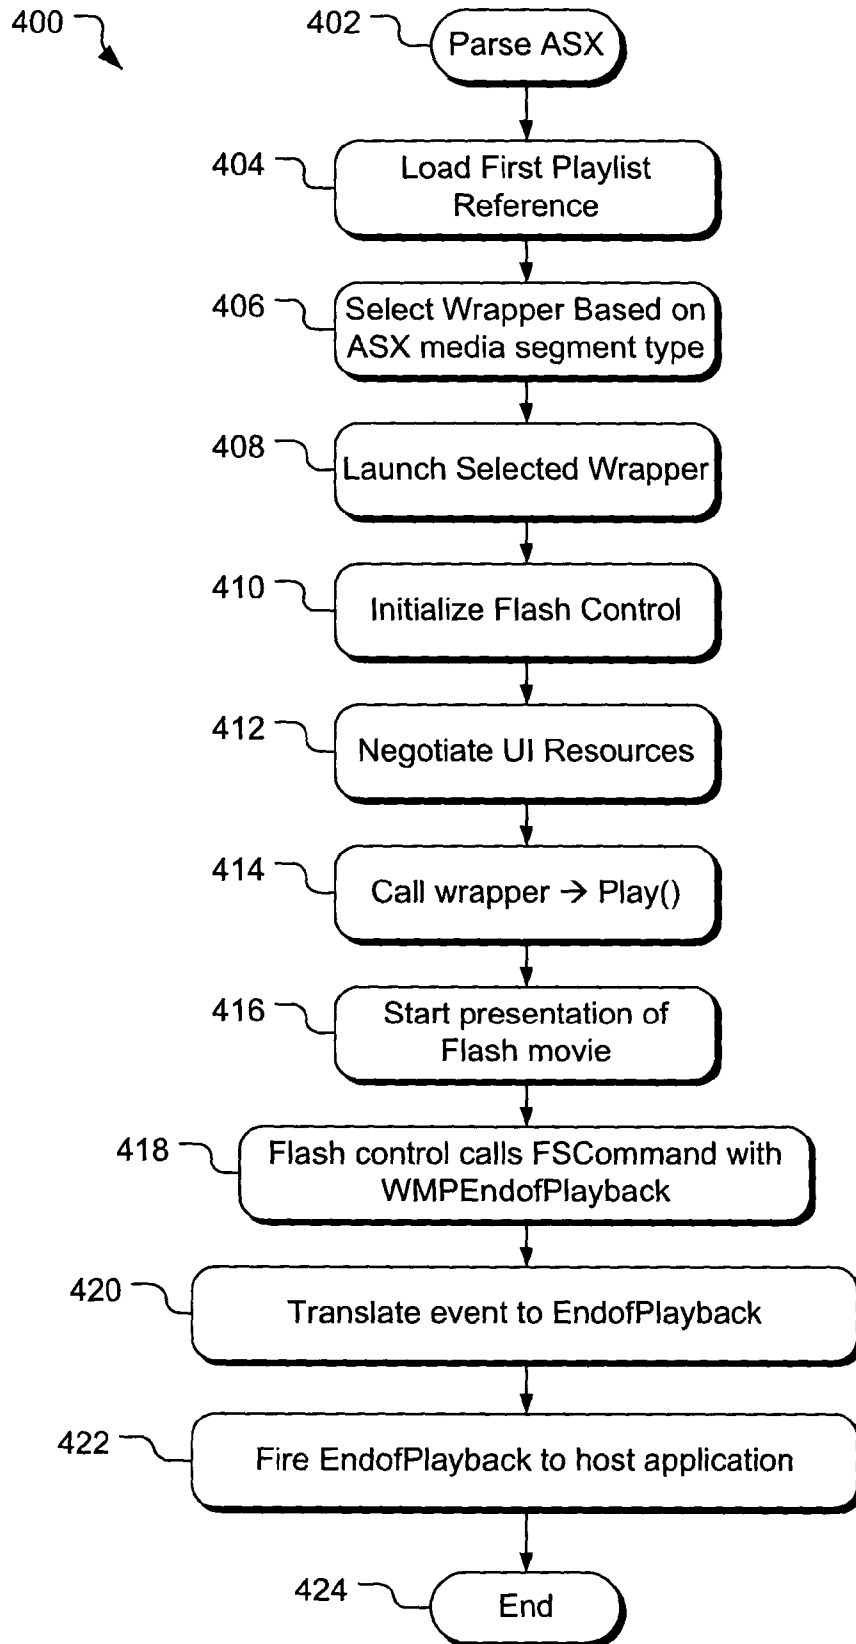 400
402
Parse ASX
404
Load First Playlist
Reference
406
Select Wrapper Based on
ASX media segment type
408
Launch Selected Wrapper
410
Initialize Flash Control
412
Negotiate UI Resources
414
Call wrapper → Play()
416
Start presentation of
Flash movie
418
Flash control calls FSCommand with
WMPEndofPlayback
420
Translate event to EndofPlayback
422
Fire EndofPlayback to host application
424
End